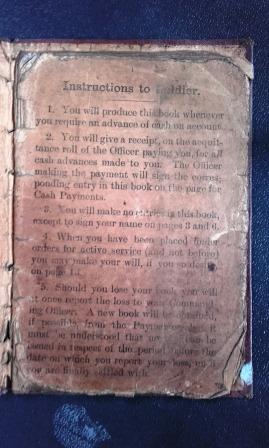 Instructions to Soldier.
1. You will produce this book whenever
you require an advance of cash on account.
2. You will give a receipt, on the acquit-
tance roll of the Officer paying you, for all
cash advances made to you. The Officer
making the payment will sign the corres-
ponding entry in this book on the page for
Cash Payments.
3. You will make no entries in this book,
except to sign your name on pages 3 and 6.
4. When you have been placed under
orders for active service (and not before)
you may make your will, if you so desire
on page 13.
5. Should you lose your book you will
at once report the loss to your Command-
ing Officer. A new book will be obtained,
if possible, from the It
must be understood that no can be
issued in respect of the period before the
date on which you report your loss, until
you are finally settled with.